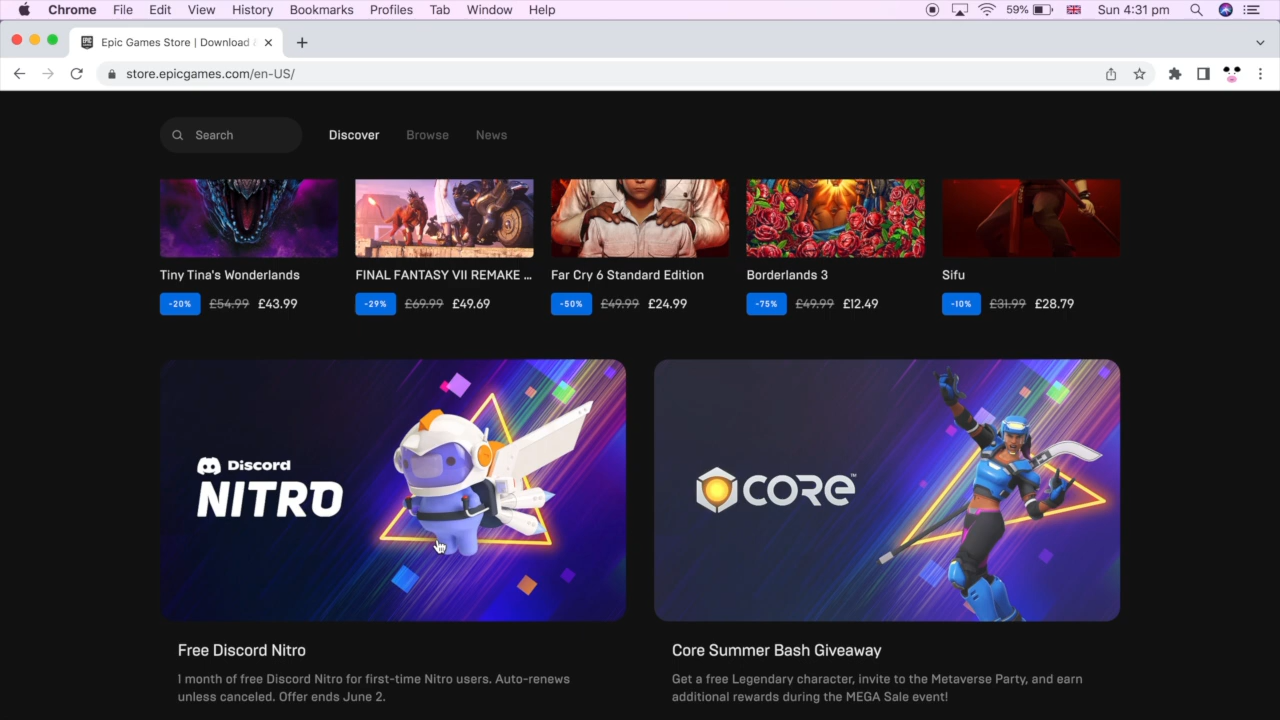 Chrome File Edit View History Bookmarks Profiles Tab Window Help 59% Sun 4:31 pm
Epic Games Store | Download &
store.epicgames.com/en-US/
Search Discover Browse News
Tiny Tina's Wonderlands
-20% £54.99 £43.99
FINAL FANTASY VII REMAKE ...
-29% £69.99 £49.69
Far Cry 6 Standard Edition
-50% £49.99 £24.99
Borderlands 3
-75% £49.99 £12.49
Sifu
-10% £31.99 £28.79
Discord
NITRO
CORE™
Free Discord Nitro
1 month of free Discord Nitro for first-time Nitro users. Auto-renews
unless canceled. Offer ends June 2.
Core Summer Bash Giveaway
Get a free Legendary character, invite to the Metaverse Party, and earn
additional rewards during the MEGA Sale event!